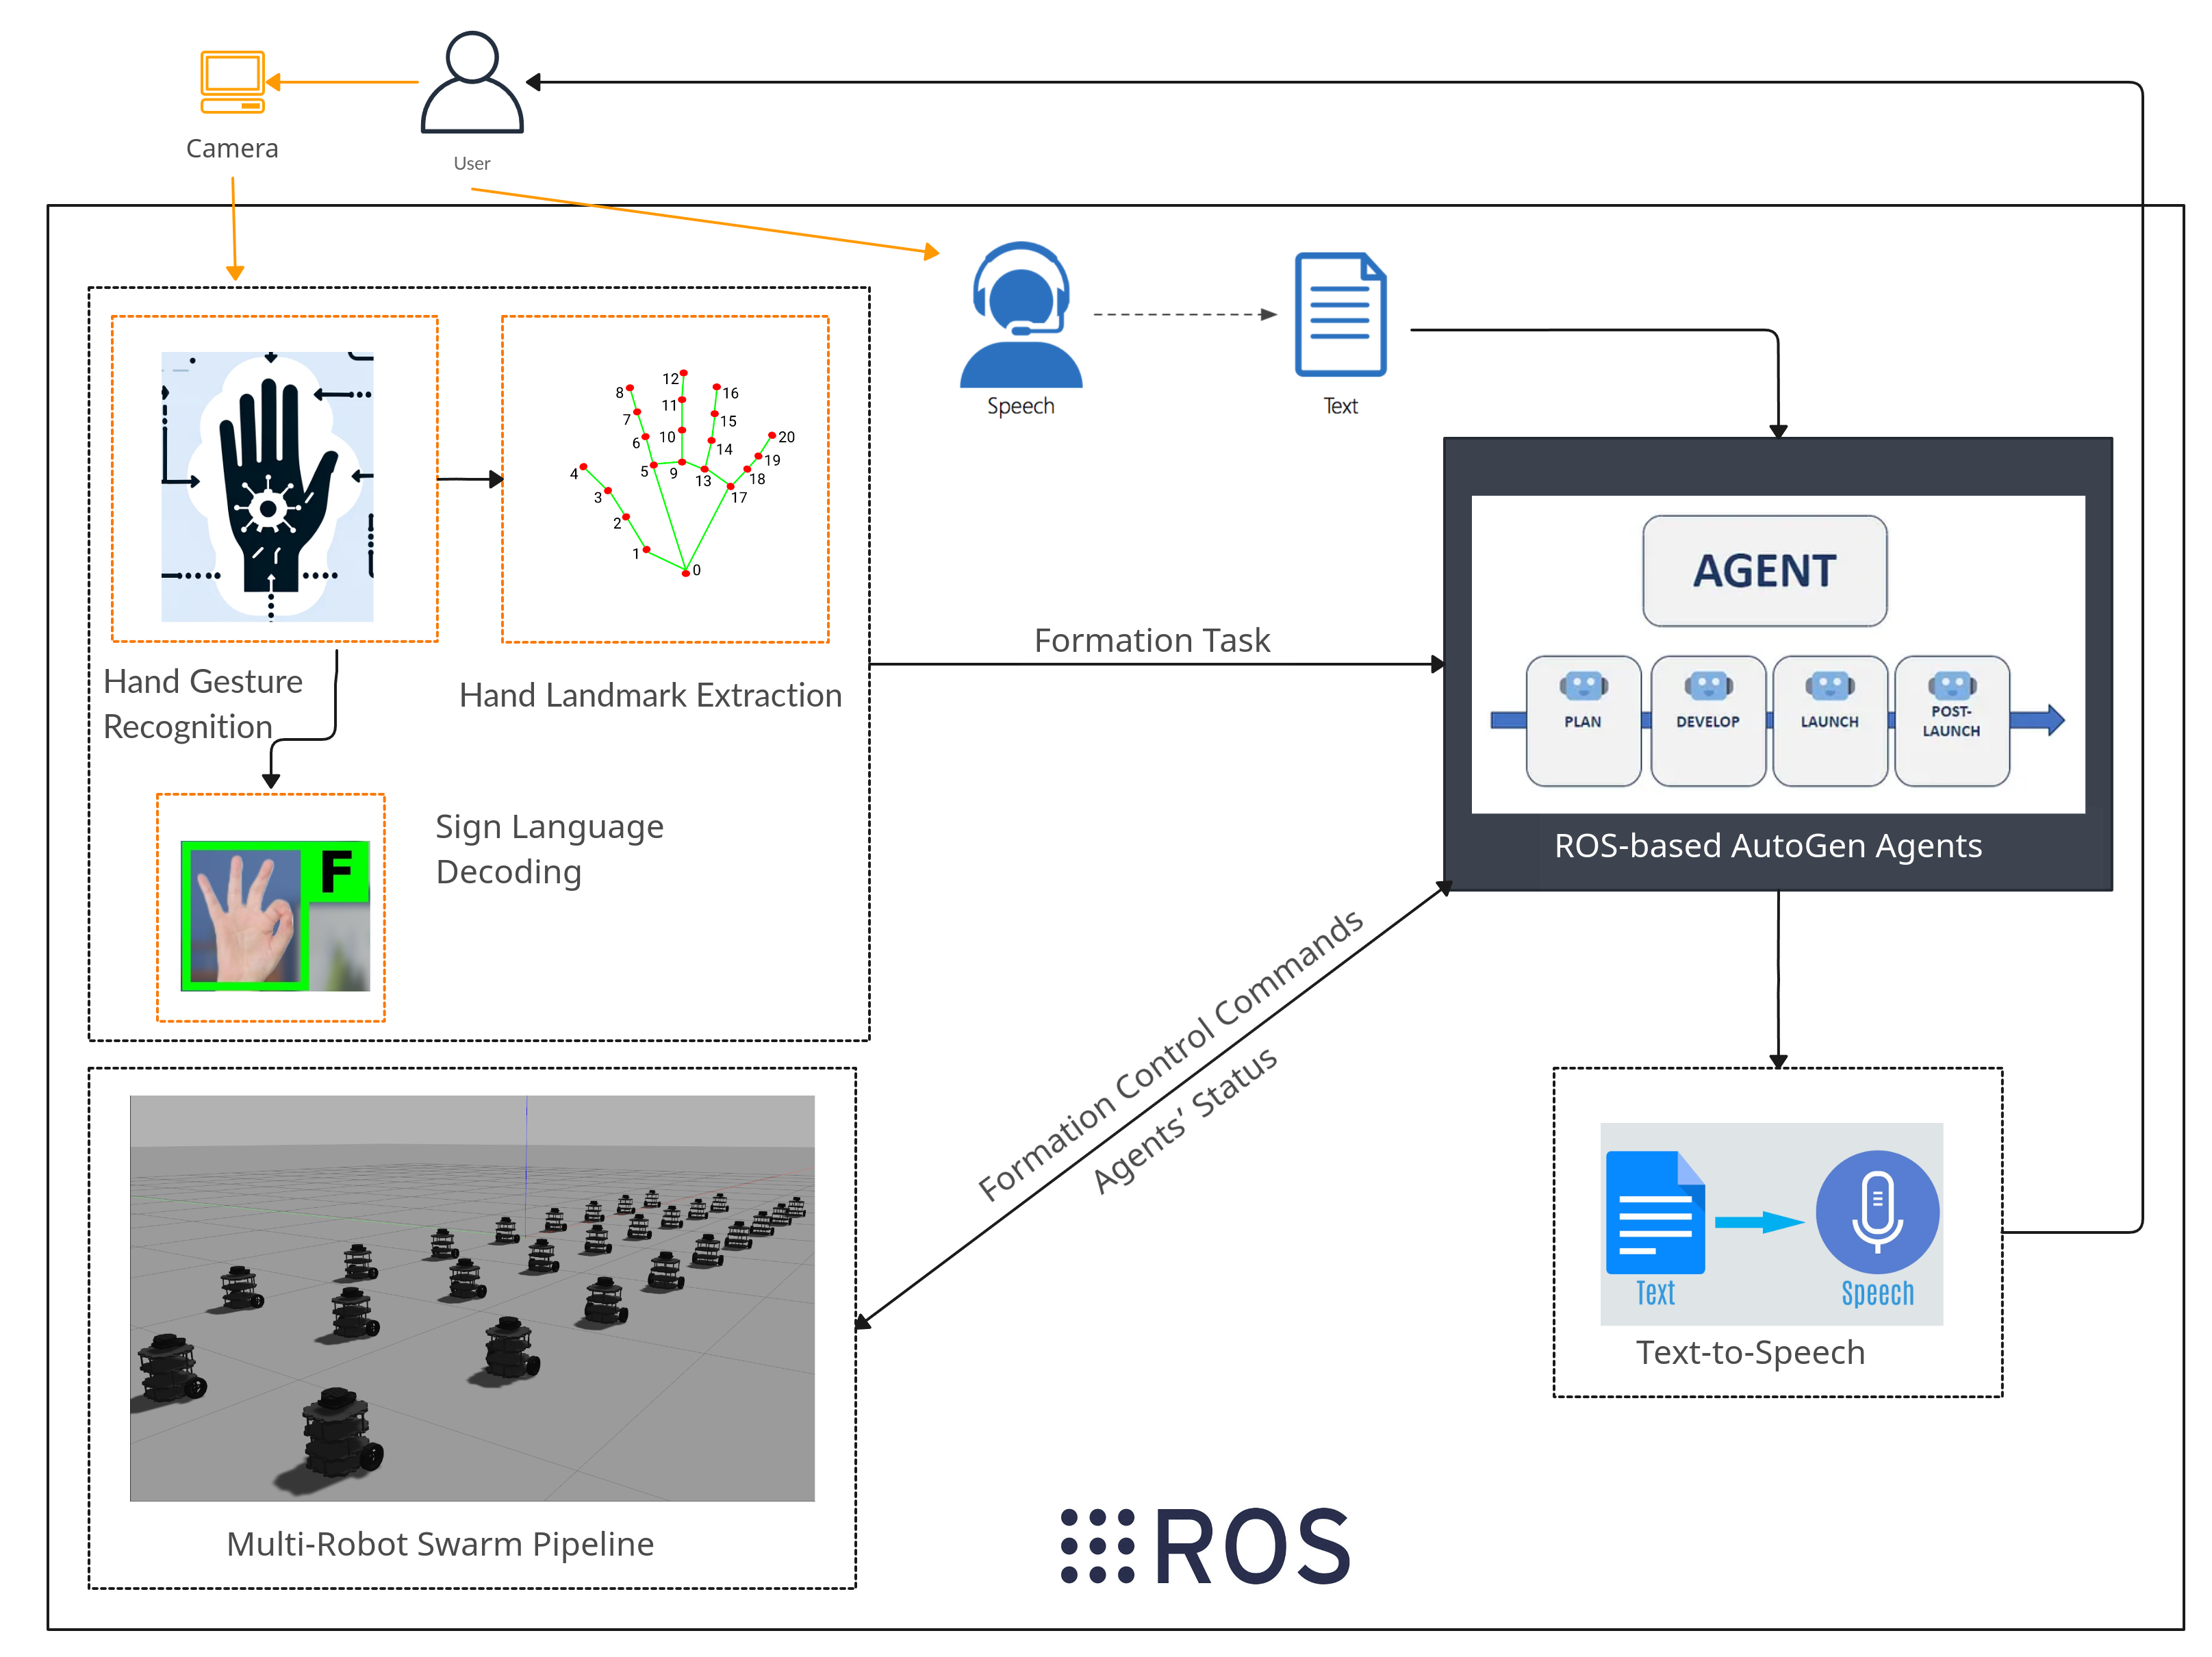 Camera
User
Speech
Text
12
8
16
11
7
15
10
20
6
14
19
4
5
9
18
13
3
17
2
1
0
Hand Gesture
Recognition
Hand Landmark Extraction
Formation Task
AGENT
PLAN
DEVELOP
LAUNCH
POST-
LAUNCH
ROS-based AutoGen Agents
F
Sign Language
Decoding
Formation Control Commands
Agents' Status
Text
Speech
Text-to-Speech
Multi-Robot Swarm Pipeline
ROS